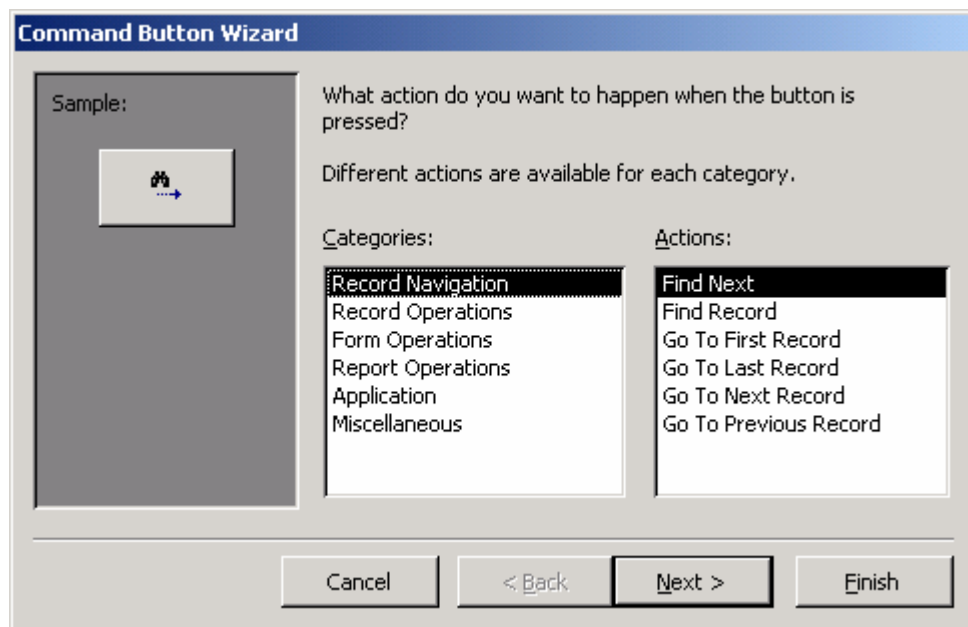 Command Button Wizard
Sample:
What action do you want to happen when the button is
pressed?
Different actions are available for each category.
Categories:
Record Navigation
Record Operations
Form Operations
Report Operations
Application
Miscellaneous
Actions:
Find Next
Find Record
Go To First Record
Go To Last Record
Go To Next Record
Go To Previous Record
Cancel
< Back
Next >
Finish